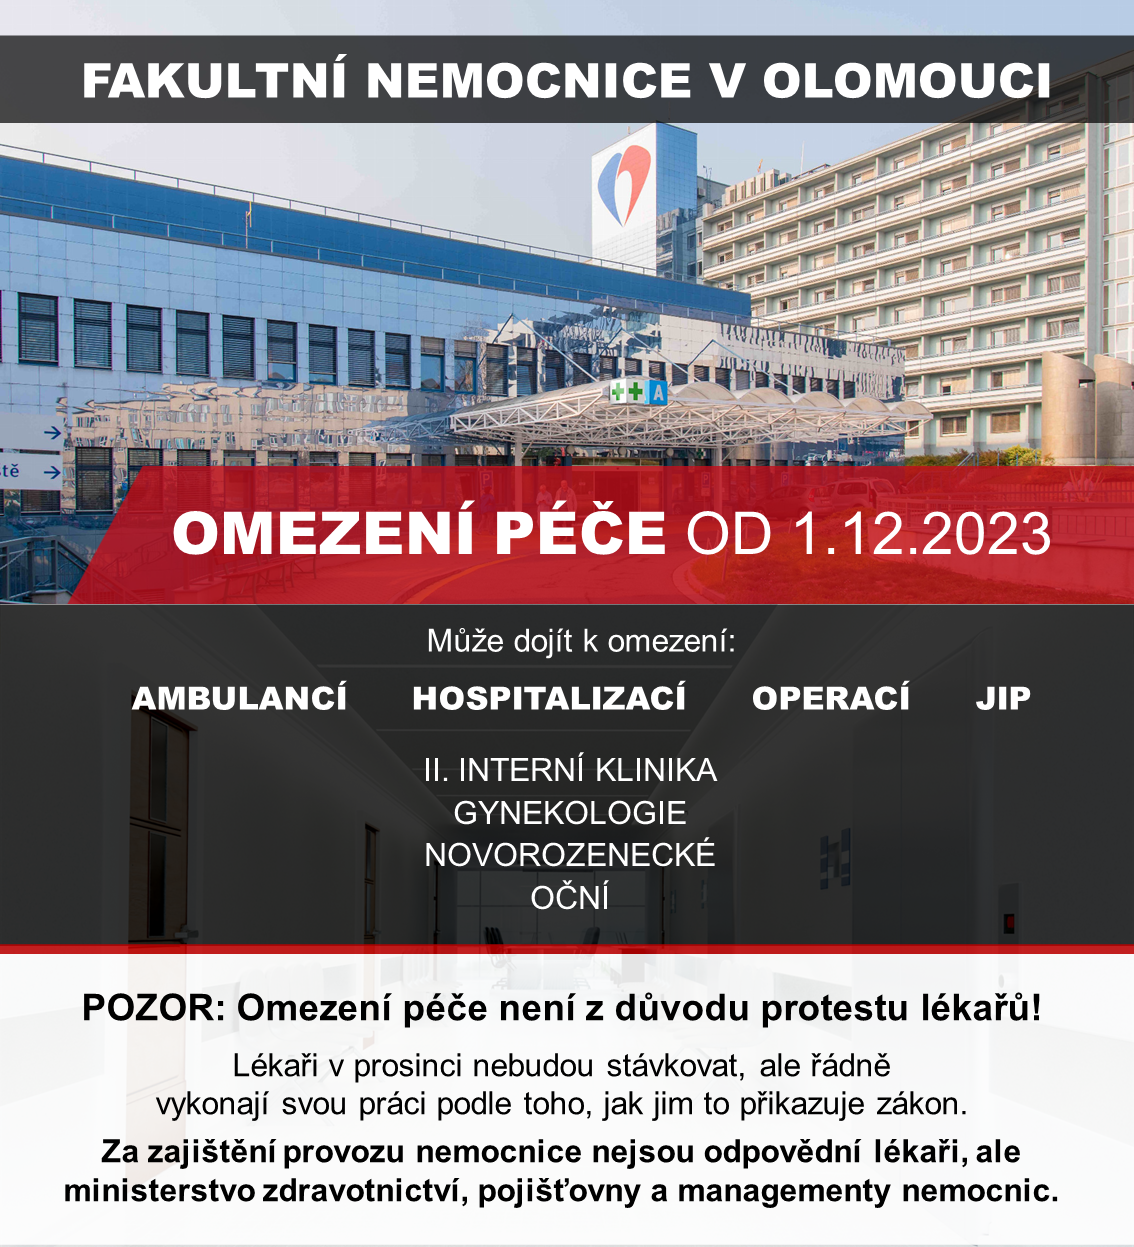 FAKULTNÍ NEMOCNICE V OLOMOUCI
A
stě
OMEZENÍ PÉČE OD 1.12.2023
Může dojít k omezení:
AMBULANCÍ HOSPITALIZACÍ OPERACÍ JIP
II. INTERNÍ KLINIKA
GYNEKOLOGIE
NOVOROZENECKÉ
OČNÍ
POZOR: Omezení péče není z důvodu protestu lékařů!
Lékaři v prosinci nebudou stávkovat, ale řádně
vykonají svou práci podle toho, jak jim to přikazuje zákon.
Za zajištění provozu nemocnice nejsou odpovědní lékaři, ale
ministerstvo zdravotnictví, pojišťovny a managementy nemocnic.